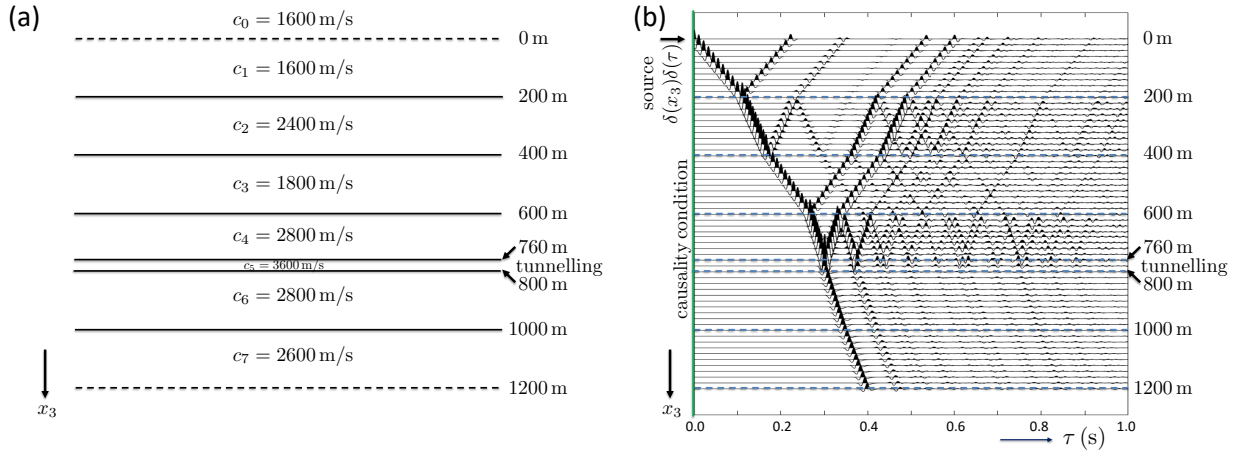 (a)
c₀ = 1600 m/s
0 m
c₁ = 1600 m/s
200 m
c₂ = 2400 m/s
400 m
c₃ = 1800 m/s
600 m
c₄ = 2800 m/s
760 m
c₅ = 3600 m/s
tunnelling
800 m
c₆ = 2800 m/s
1000 m
c₇ = 2600 m/s
1200 m
x₃
(b)
source
δ(x₃)δ(τ)
causality condition
0 m
200 m
400 m
600 m
760 m
tunnelling
800 m
1000 m
1200 m
x₃
0.0 0.2 0.4 0.6 0.8 1.0
τ (s)